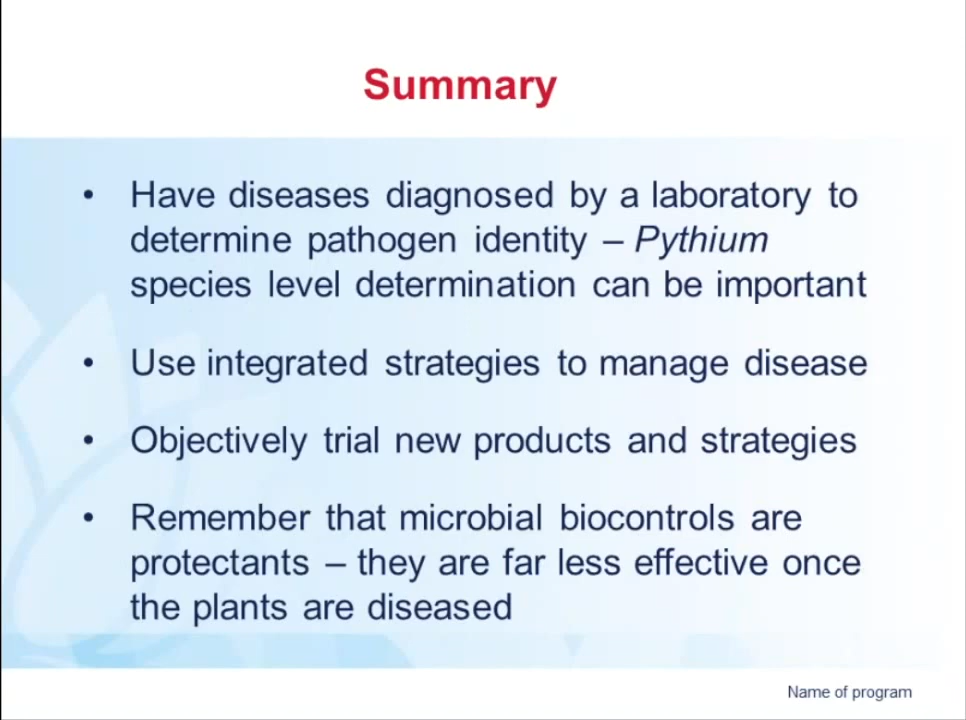 Summary
• Have diseases diagnosed by a laboratory to
determine pathogen identity – Pythium
species level determination can be important
• Use integrated strategies to manage disease
• Objectively trial new products and strategies
• Remember that microbial biocontrols are
protectants – they are far less effective once
the plants are diseased
Name of program